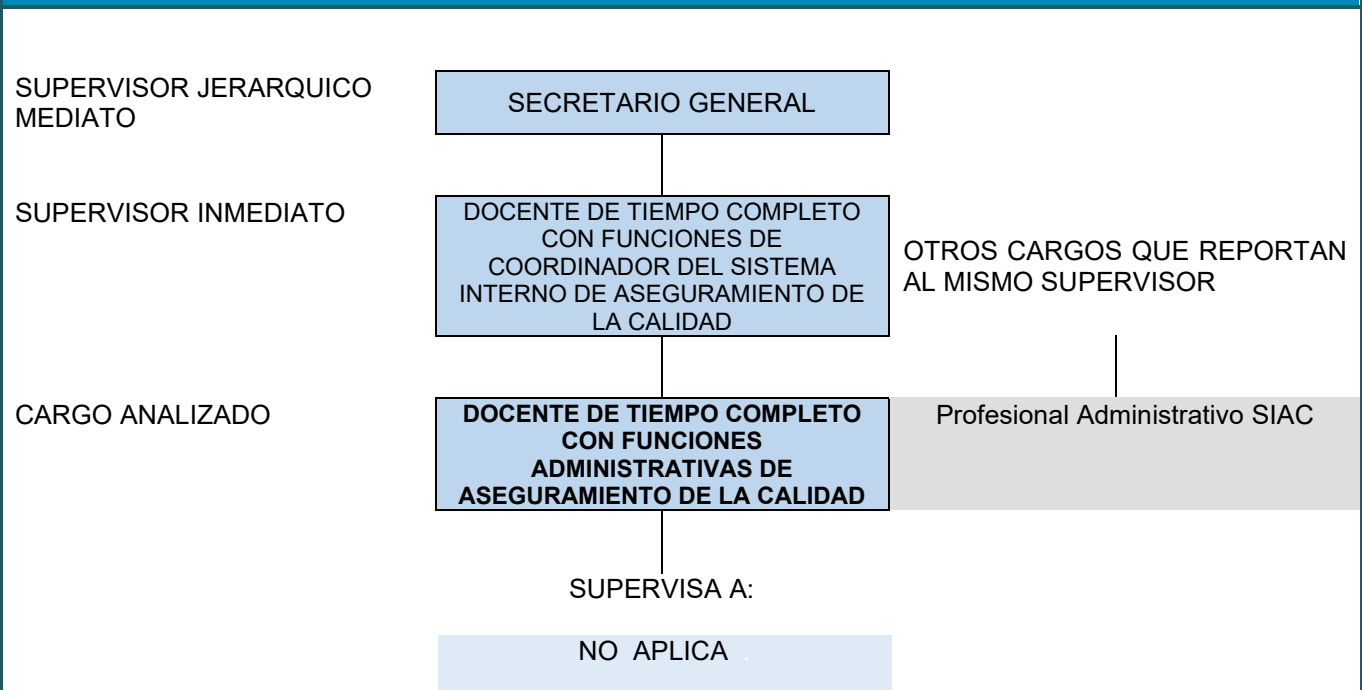 SUPERVISOR JERARQUICO
MEDIATO
SECRETARIO GENERAL
SUPERVISOR INMEDIATO
DOCENTE DE TIEMPO COMPLETO
CON FUNCIONES DE
COORDINADOR DEL SISTEMA
INTERNO DE ASEGURAMIENTO DE
LA CALIDAD
OTROS CARGOS QUE REPORTAN
AL MISMO SUPERVISOR
CARGO ANALIZADO
DOCENTE DE TIEMPO COMPLETO
CON FUNCIONES
ADMINISTRATIVAS DE
ASEGURAMIENTO DE LA CALIDAD
Profesional Administrativo SIAC
SUPERVISA A:
NO APLICA